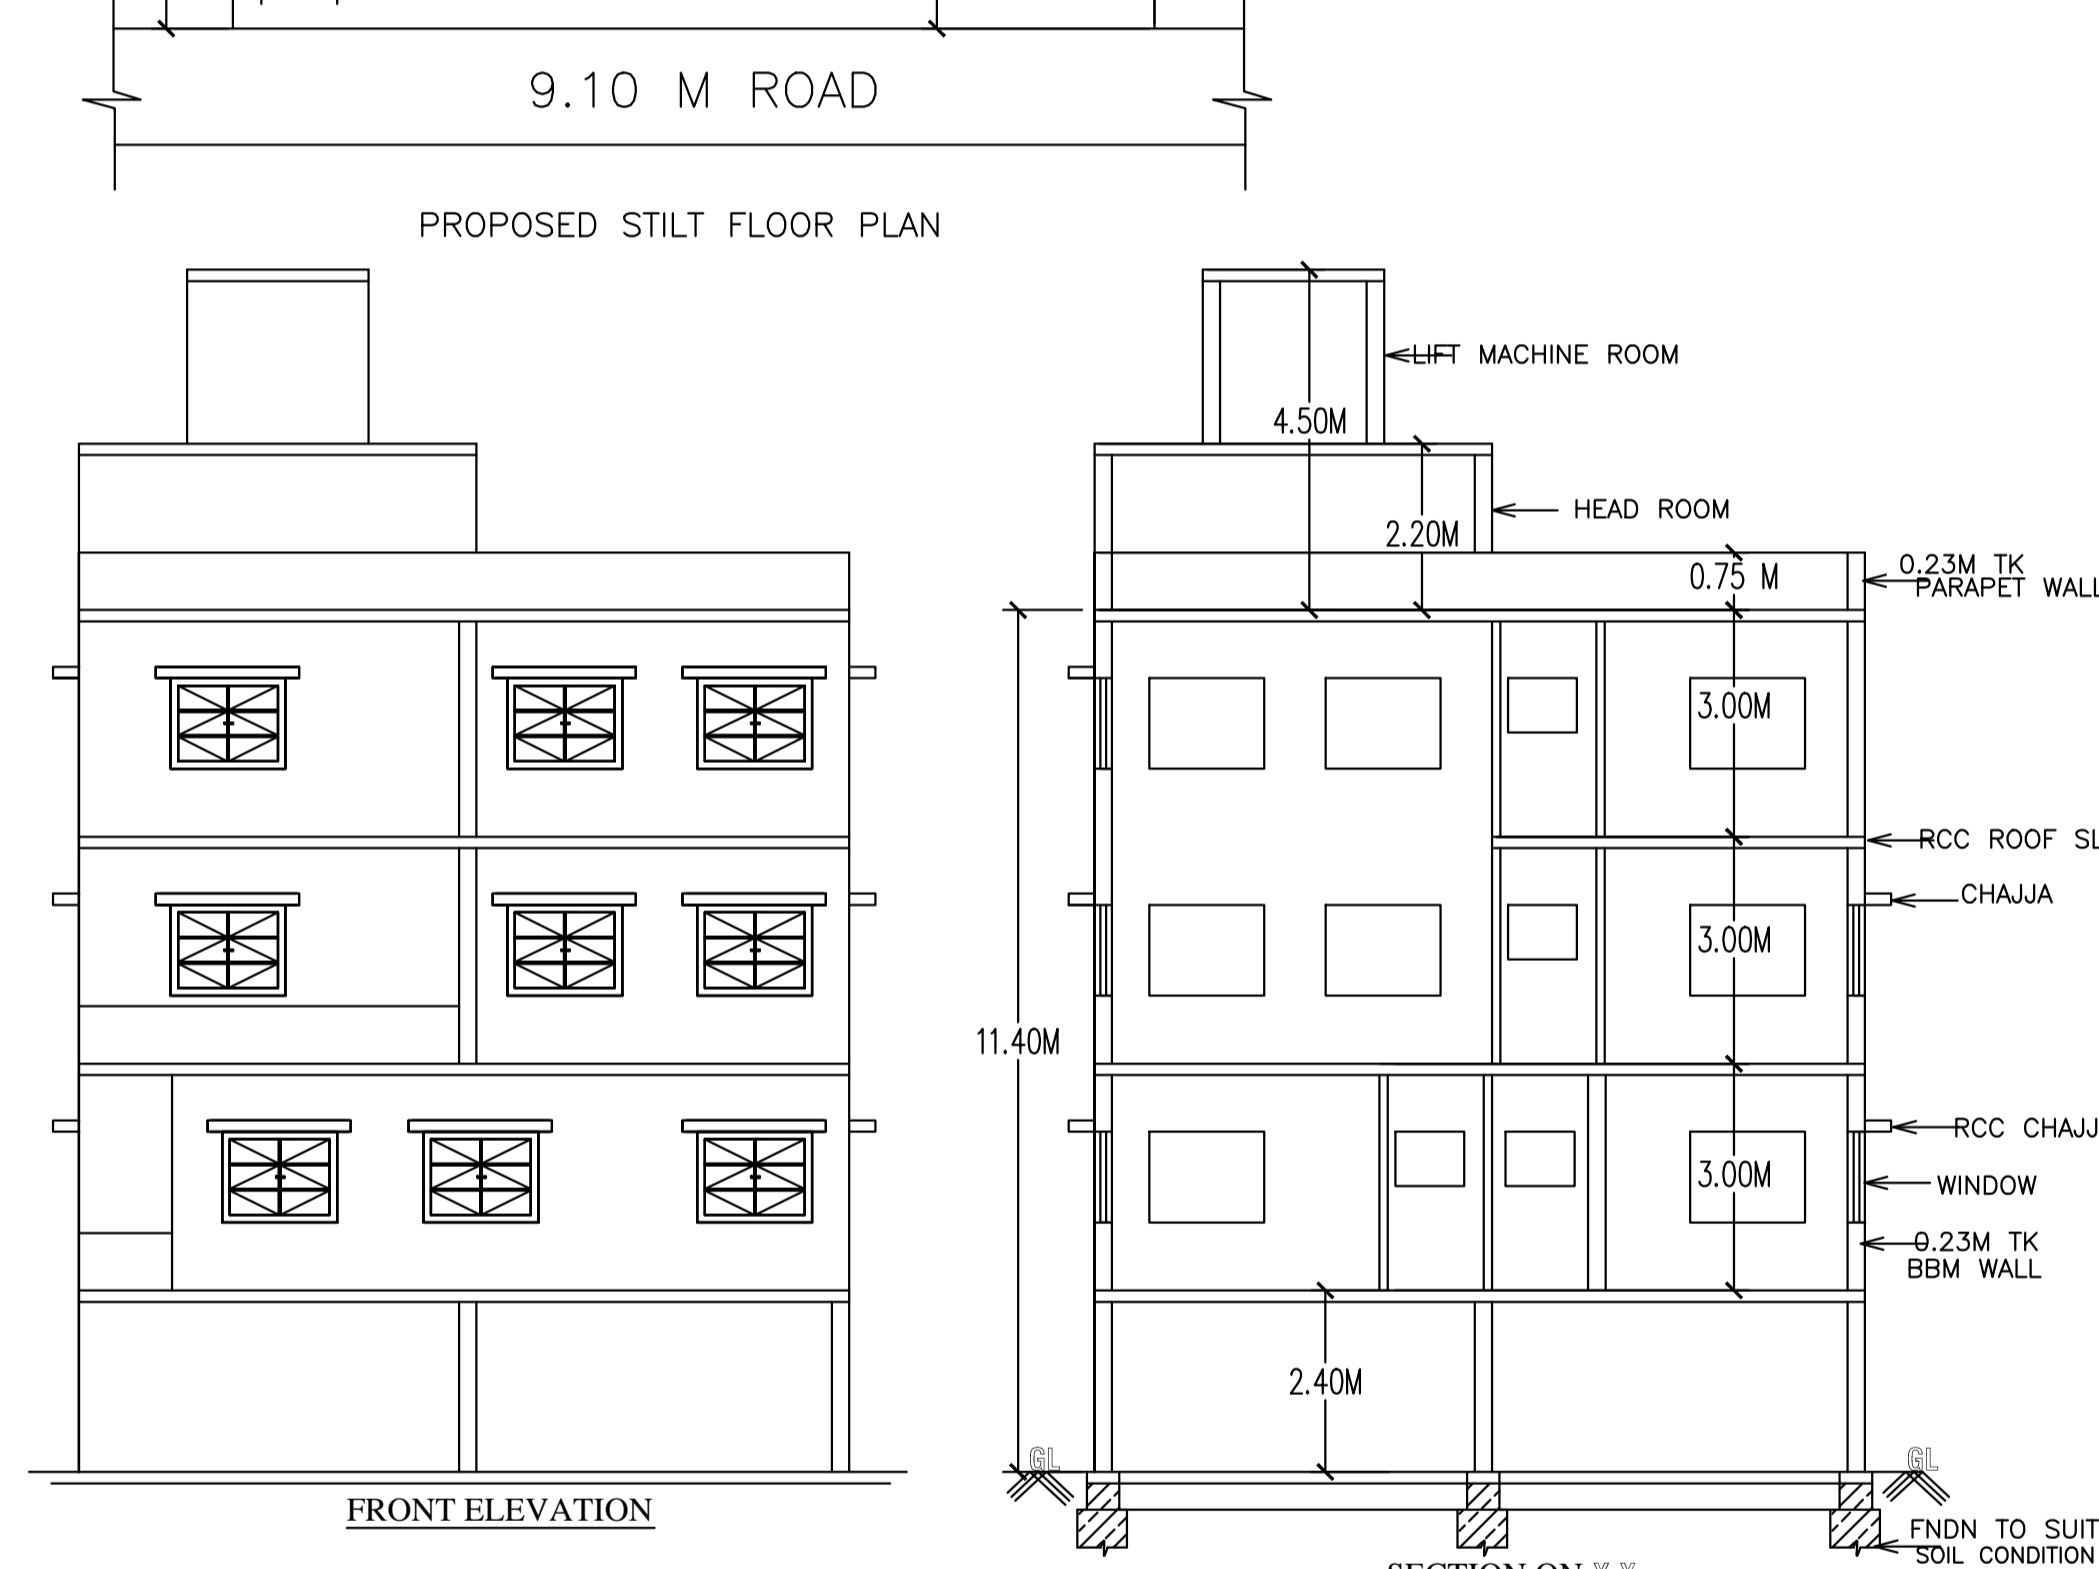 9.10 M ROAD
PROPOSED STILT FLOOR PLAN
LIFT MACHINE ROOM
4.50M
HEAD ROOM
2.20M
0.75 M
0.23M TK
PARAPET WALL
3.00M
RCC ROOF SL
CHAJJA
3.00M
11.40M
RCC CHAJJ
3.00M
WINDOW
0.23M TK
BBM WALL
2.40M
GL
GL
FRONT ELEVATION
FNDN TO SUIT
SOIL CONDITION
SECTION ON X-X